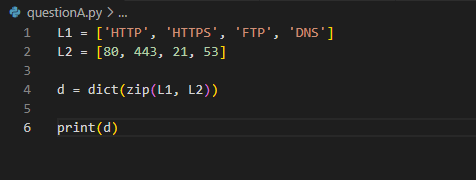 questionA.py > ...
1 L1 = ['HTTP', 'HTTPS', 'FTP', 'DNS']
2 L2 = [80, 443, 21, 53]
3
4 d = dict(zip(L1, L2))
5
6 print(d)